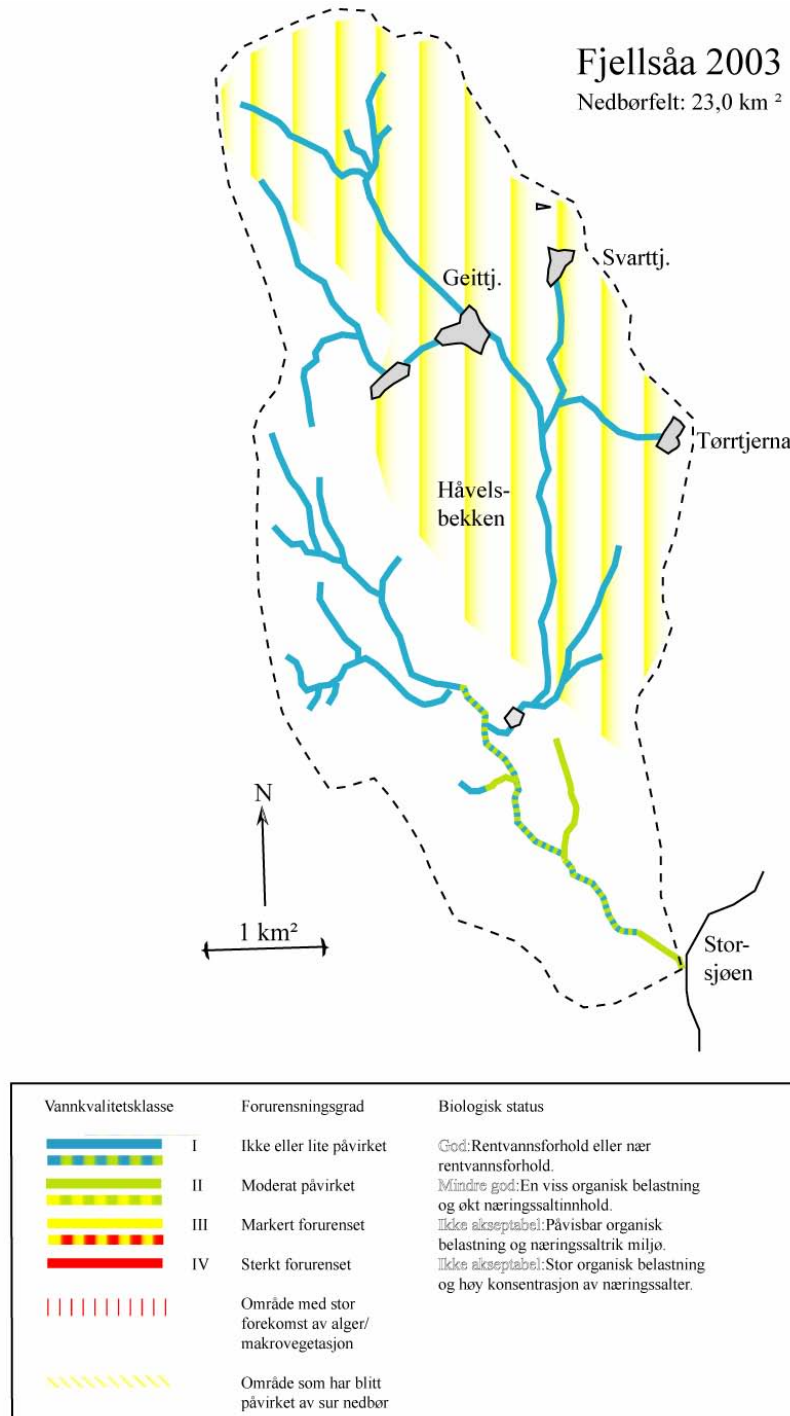 Fjellsåa 2003
Nedbørfelt: 23,0 km ²
Svarttj.
Geittj.
Tørrtjerna
Håvels-
bekken
N
1 km²
Stor-
sjøen
Vannkvalitetsklasse Forurensningsgrad Biologisk status
I Ikke eller lite påvirket God:Rentvannsforhold eller nær
rentvannsforhold.
II Moderat påvirket Mindre god:En viss organisk belastning
og økt næringssaltinnhold.
III Markert forurenset Ikke akseptabel:Påvisbar organisk
belastning og næringssaltrik miljø.
IV Sterkt forurenset Ikke akseptabel:Stor organisk belastning
og høy konsentrasjon av næringssalter.
Område med stor
forekomst av alger/
makrovegetasjon
Område som har blitt
påvirket av sur nedbør